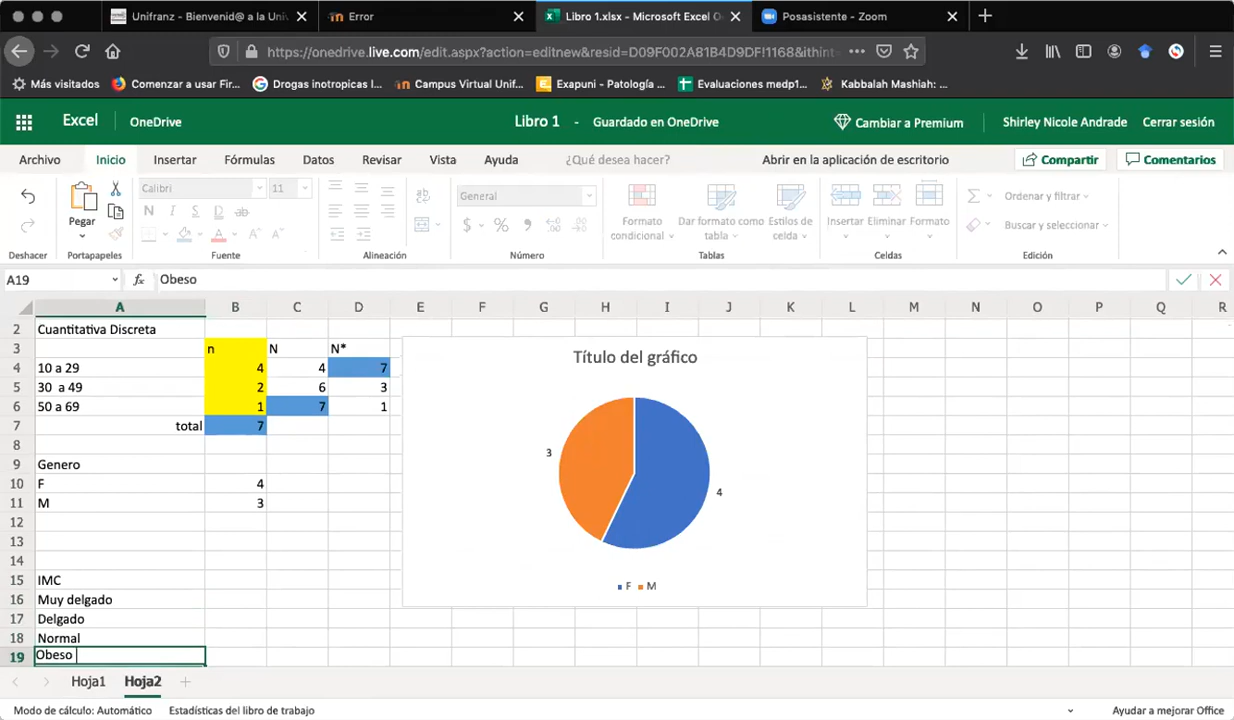 Unifranz - Bienvenid@ a la Univ
Error
Libro 1.xlsx - Microsoft Excel O
Posasistente - Zoom
https://onedrive.live.com/edit.aspx?action=editnew&resid=D09F002A81B4D9DF!1168&ithint=
Más visitados
Comenzar a usar Fir...
Drogas inotropicas l...
Campus Virtual Unif...
Exapuni - Patología ...
Evaluaciones medp1...
Kabbalah Mashiah: ...
Excel
OneDrive
Libro 1 - Guardado en OneDrive
Cambiar a Premium
Shirley Nicole Andrade
Cerrar sesión
Archivo
Inicio
Insertar
Fórmulas
Datos
Revisar
Vista
Ayuda
¿Qué desea hacer?
Abrir en la aplicación de escritorio
Compartir
Comentarios
Pegar
Calibri
11
N I S D ab
General
Formato condicional
Dar formato como tabla
Estilos de celda
Insertar
Eliminar
Formato
Ordenar y filtrar
Buscar y seleccionar
Deshacer
Portapapeles
Fuente
Alineación
Número
Tablas
Celdas
Edición
A19
fx
Obeso
A B C D E F G H I J K L M N O P Q R
2 Cuantitativa Discreta
3 n N N*
4 10 a 29 4 4 7
5 30 a 49 2 6 3
6 50 a 69 1 7 1
7 total 7
8
9 Genero
10 F 4
11 M 3
12
13
14
15 IMC
16 Muy delgado
17 Delgado
18 Normal
19 Obeso
Título del gráfico
3
4
F M
Hoja1
Hoja2
Modo de cálculo: Automático
Estadísticas del libro de trabajo
Ayudar a mejorar Office